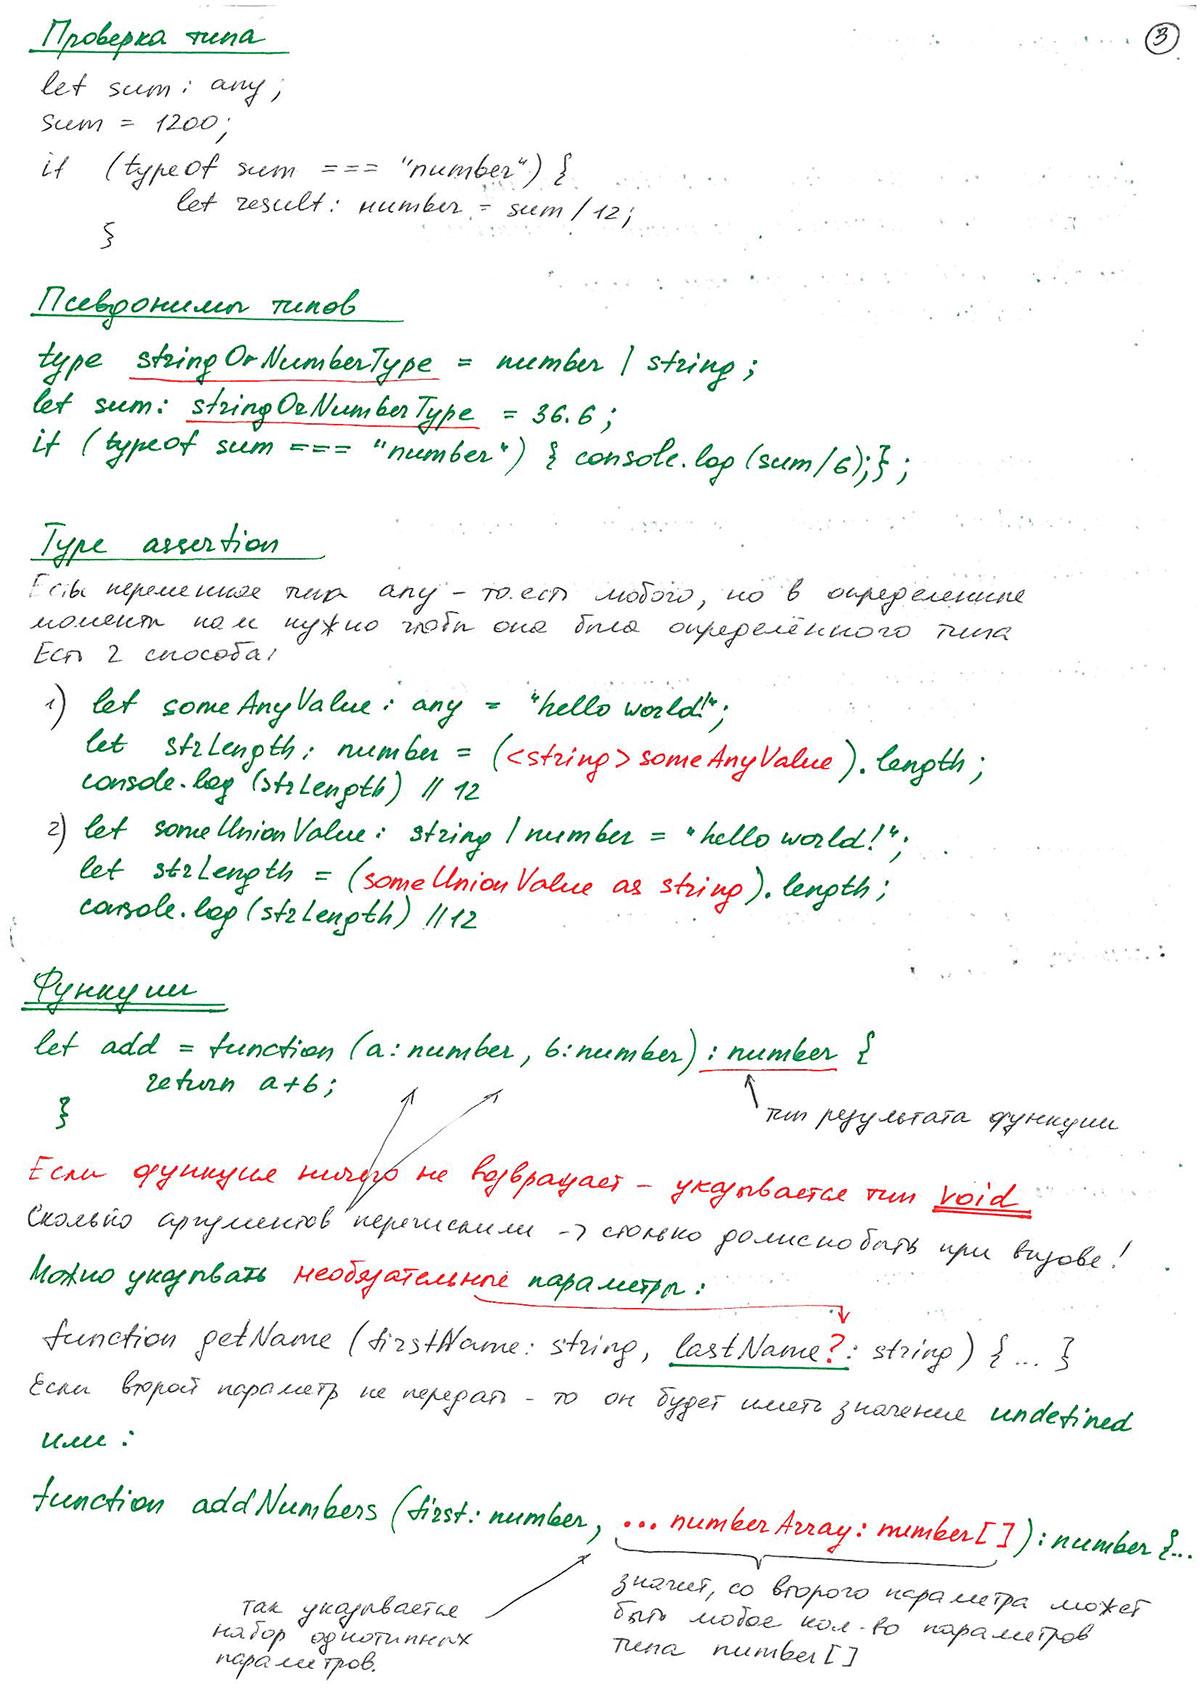 Проверка типа
3
let sum: any;
sum = 1200;
if (typeof sum === "number") {
let result: number = sum/12;
}
Псевдонимы типов
type stringOrNumberType = number | string;
let sum: stringOrNumberType = 36.6;
if (typeof sum === "number") { console.log(sum/6);};
Type assertion
Есть переменная типа any - то есть любого, но в определенные
моменты нам нужно чтобы она была определённого типа
Есть 2 способа:
1) let someAnyValue: any = "hello world!";
let strLength: number = (<string>someAnyValue).length;
console.log(strLength) // 12
2) let someUnionValue: string | number = "hello world!";
let strLength = (someUnionValue as string).length;
console.log(strLength) //12
Функции
let add = function (a: number, b: number) : number {
return a+b;
}
тип результата функции
Если функция ничего не возвращает - указывается тип void
Сколько аргументов перечислили -> столько должно быть при вызове!
Можно указывать необязательные параметры:
function getName (firstName: string, lastName?: string) {...}
Если второй параметр не передать - то он будет иметь значение undefined
или:
function addNumbers (first: number, ...numberArray: number[]): number {...
так указывается
набор однотипных
параметров.
значит, со второго параметра может
быть любое кол-во параметров
типа number[]